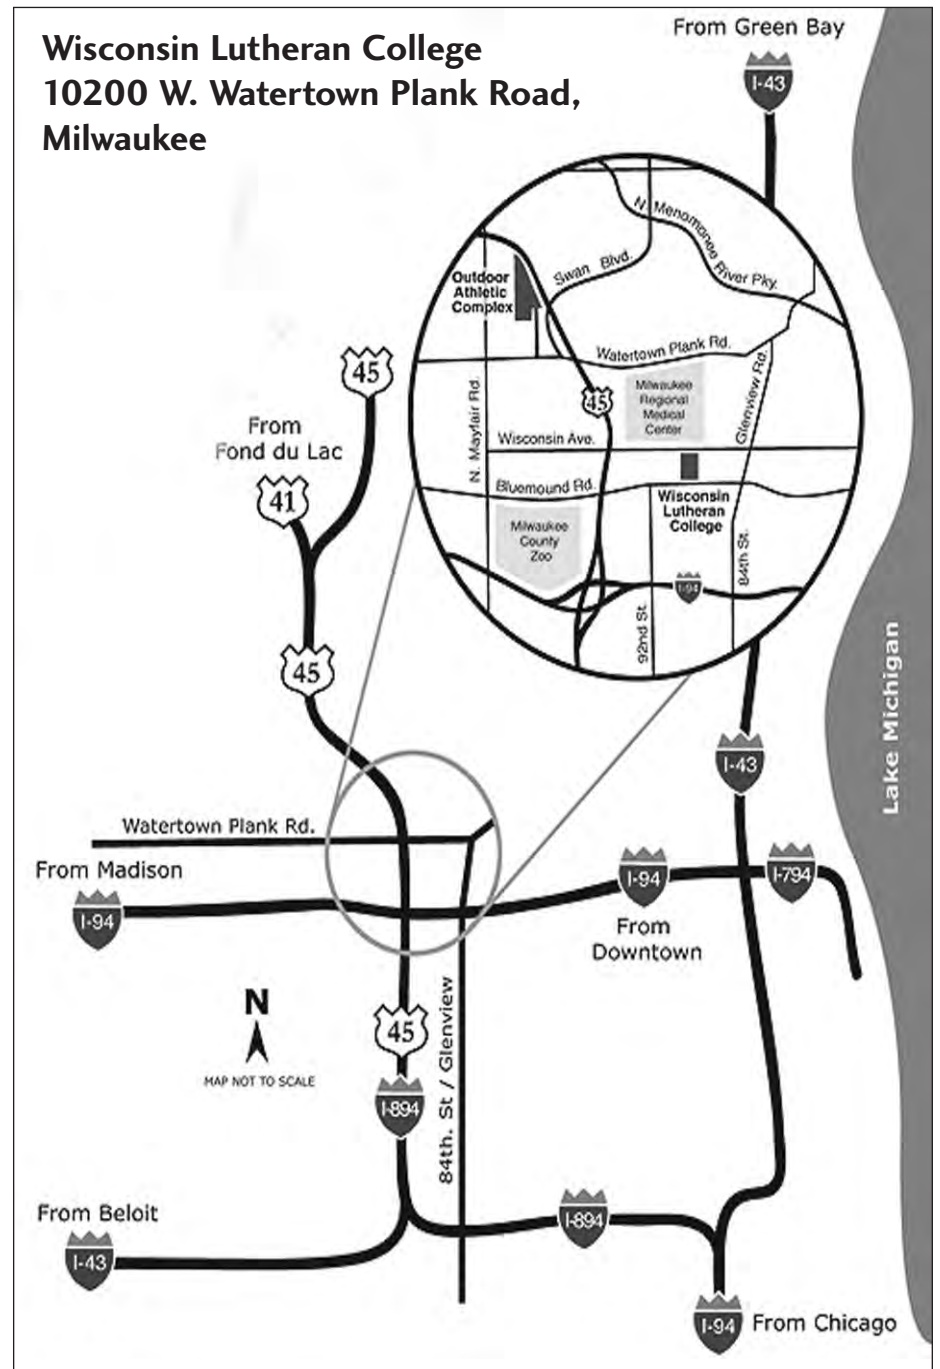 Wisconsin Lutheran College
10200 W. Watertown Plank Road,
Milwaukee
From Green Bay
I-43
N. Menomonee
River Pky.
Swan Blvd.
Outdoor
Athletic
Complex
Watertown Plank Rd.
Milwaukee
Regional
Medical
Center
Glenview Rd.
45
N. Mayfair Rd.
Wisconsin Ave.
Bluemound Rd.
Wisconsin
Lutheran
College
Milwaukee
County
Zoo
84th St.
I-94
92nd St.
45
From
Fond du Lac
41
45
Lake Michigan
I-43
Watertown Plank Rd.
From Madison
I-94
I-94
I-794
From
Downtown
N
MAP NOT TO SCALE
45
I-894
84th. St / Glenview
From Beloit
I-43
I-894
I-94
From Chicago